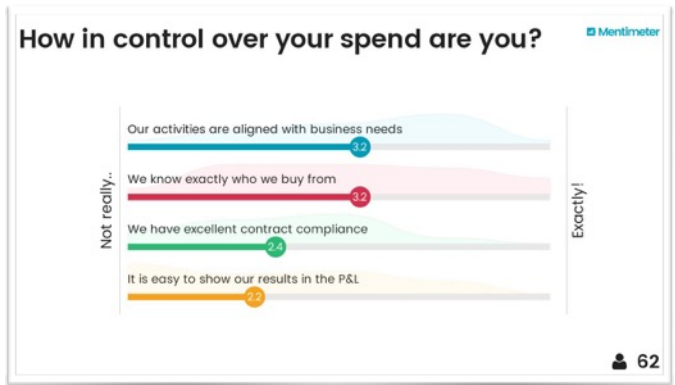 How in control over your spend are you?
Mentimeter
Not really..
Our activities are aligned with business needs
3.2
We know exactly who we buy from
3.2
We have excellent contract compliance
2.4
It is easy to show our results in the P&L
2.2
Exactly!
62